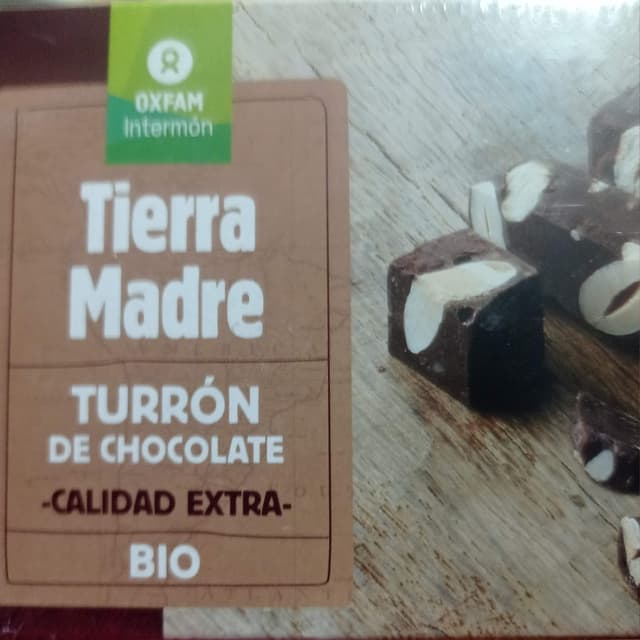 OXFAM
Intermón
Tierra
Madre
TURRÓN
DE CHOCOLATE
-CALIDAD EXTRA-
BIO